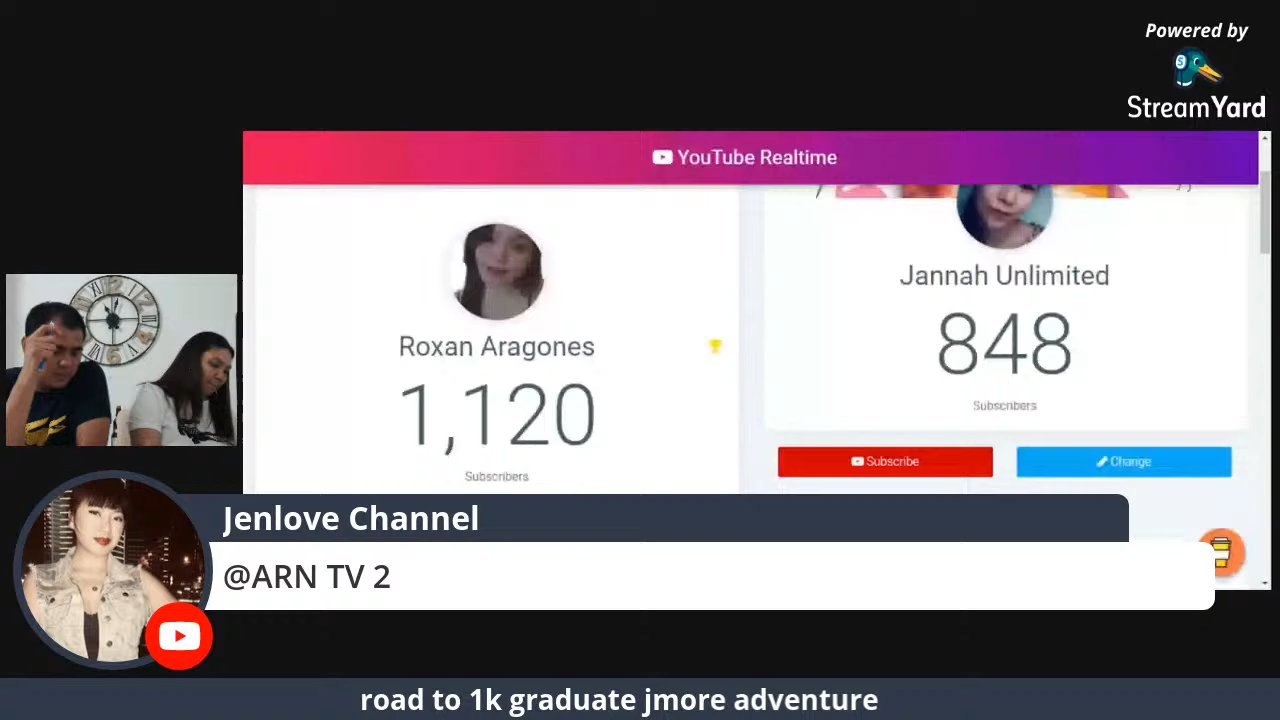 Powered by
StreamYard
YouTube Realtime
Roxan Aragones
1,120
Subscribers
Jannah Unlimited
848
Subscribers
Subscribe
Change
Jenlove Channel
@ARN TV 2
road to 1k graduate jmore adventure